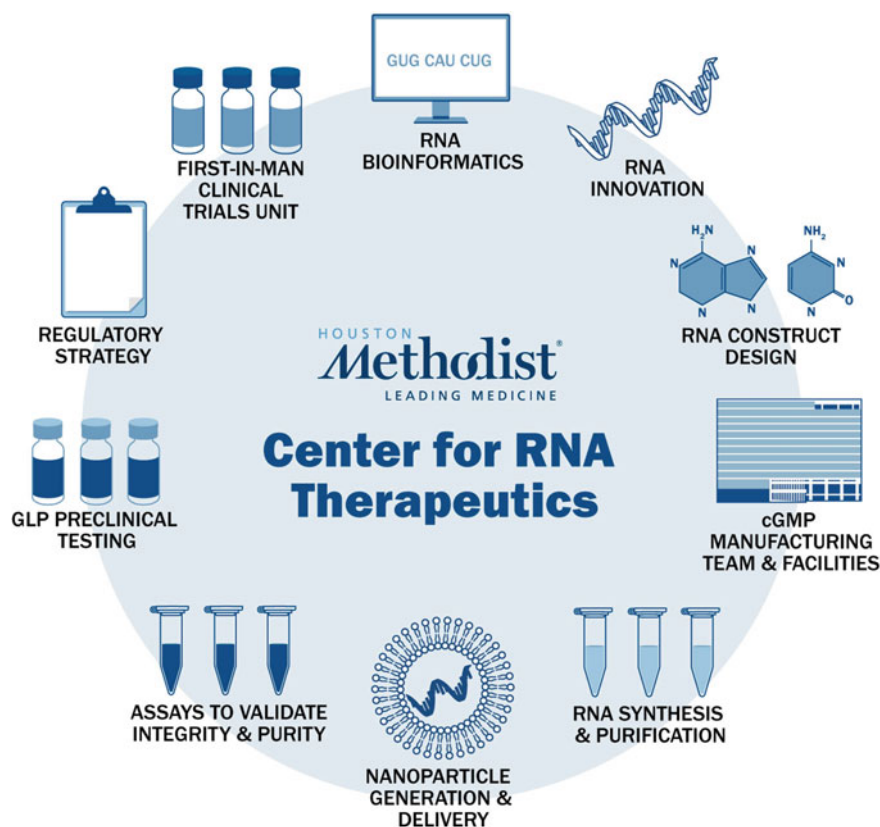 GUG CAU CUG
RNA
BIOINFORMATICS
RNA
INNOVATION
H₂N
N
N
N
N
NH₂
N
N
O
RNA CONSTRUCT
DESIGN
cGMP
MANUFACTURING
TEAM & FACILITIES
RNA SYNTHESIS
& PURIFICATION
NANOPARTICLE
GENERATION &
DELIVERY
ASSAYS TO VALIDATE
INTEGRITY & PURITY
GLP PRECLINICAL
TESTING
REGULATORY
STRATEGY
FIRST-IN-MAN
CLINICAL
TRIALS UNIT
HOUSTON
Methodist®
LEADING MEDICINE
Center for RNA
Therapeutics